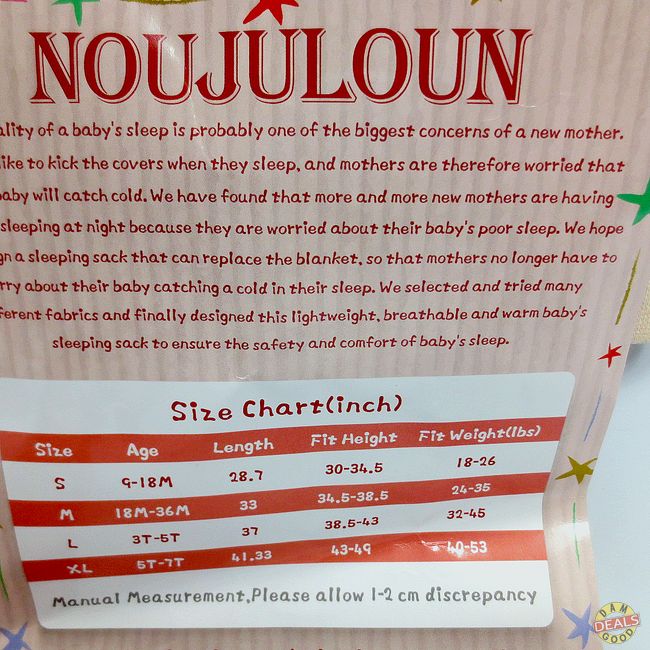 NOUJULOUN
ality of a baby's sleep is probably one of the biggest concerns of a new mother.
like to kick the covers when they sleep, and mothers are therefore worried that
baby will catch cold. We have found that more and more new mothers are having
sleeping at night because they are worried about their baby's poor sleep. We hope
gn a sleeping sack that can replace the blanket, so that mothers no longer have to
rry about their baby catching a cold in their sleep. We selected and tried many
ferent fabrics and finally designed this lightweight, breathable and warm baby's
sleeping sack to ensure the safety and comfort of baby's sleep.
Size Chart(inch)
Size Age Length Fit Height Fit Weight(lbs)
S 9-18M 28.7 30-34.5 18-26
M 18M-36M 33 34.5-38.5 24-35
L 3T-5T 37 38.5-43 32-45
XL 5T-7T 41.33 43-49 40-53
Manual Measurement,Please allow 1-2 cm discrepancy
DAM
DEALS
GOOD